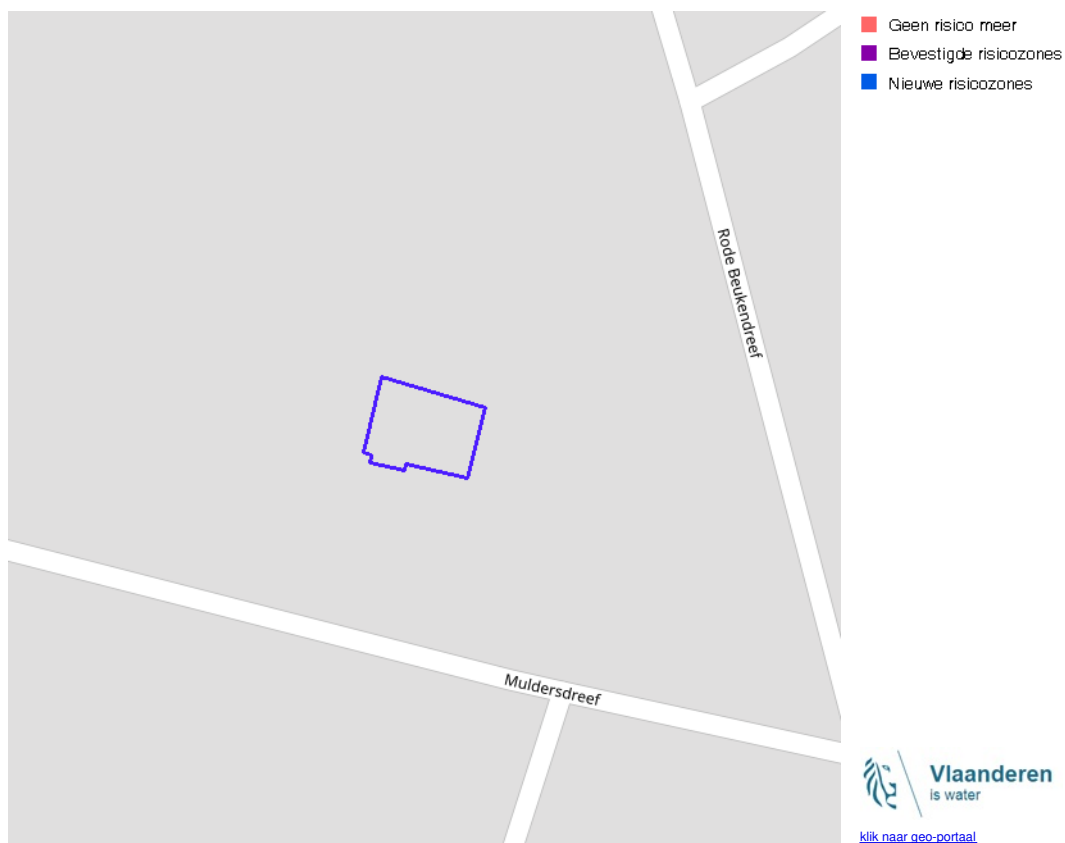 Geen risico meer
Bevestigde risicozones
Nieuwe risicozones
Rode Beukendreef
Muldersdreef
Vlaanderen
is water
klik naar geo-portaal